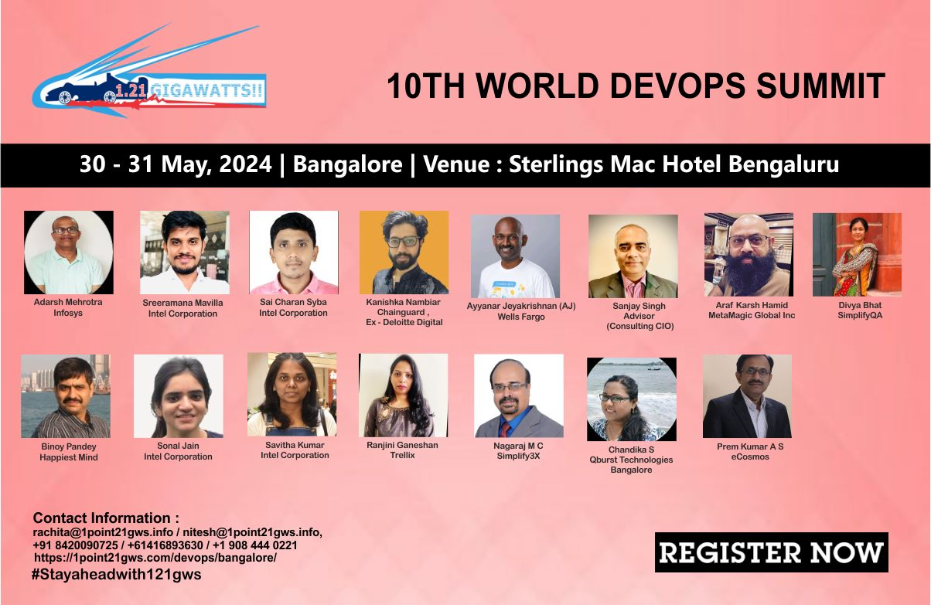 1.21 GIGAWATTS!!
10TH WORLD DEVOPS SUMMIT
30 - 31 May, 2024 | Bangalore | Venue : Sterlings Mac Hotel Bengaluru
Adarsh Mehrotra
Infosys
Sreeramana Mavilla
Intel Corporation
Sai Charan Syba
Intel Corporation
Kanishka Nambiar
Chainguard ,
Ex - Deloitte Digital
Ayyanar Jeyakrishnan (AJ)
Wells Fargo
Sanjay Singh
Advisor
(Consulting CIO)
Araf Karsh Hamid
MetaMagic Global Inc
Divya Bhat
SimplifyQA
Binoy Pandey
Happiest Mind
Sonal Jain
Intel Corporation
Savitha Kumar
Intel Corporation
Ranjini Ganeshan
Trellix
Nagaraj M C
Simplify3X
Chandika S
Qburst Technologies
Bangalore
Prem Kumar A S
eCosmos
Contact Information :
rachita@1point21gws.info / nitesh@1point21gws.info,
+91 8420090725 / +61416893630 / +1 908 444 0221
https://1point21gws.com/devops/bangalore/
#Stayaheadwith121gws
REGISTER NOW